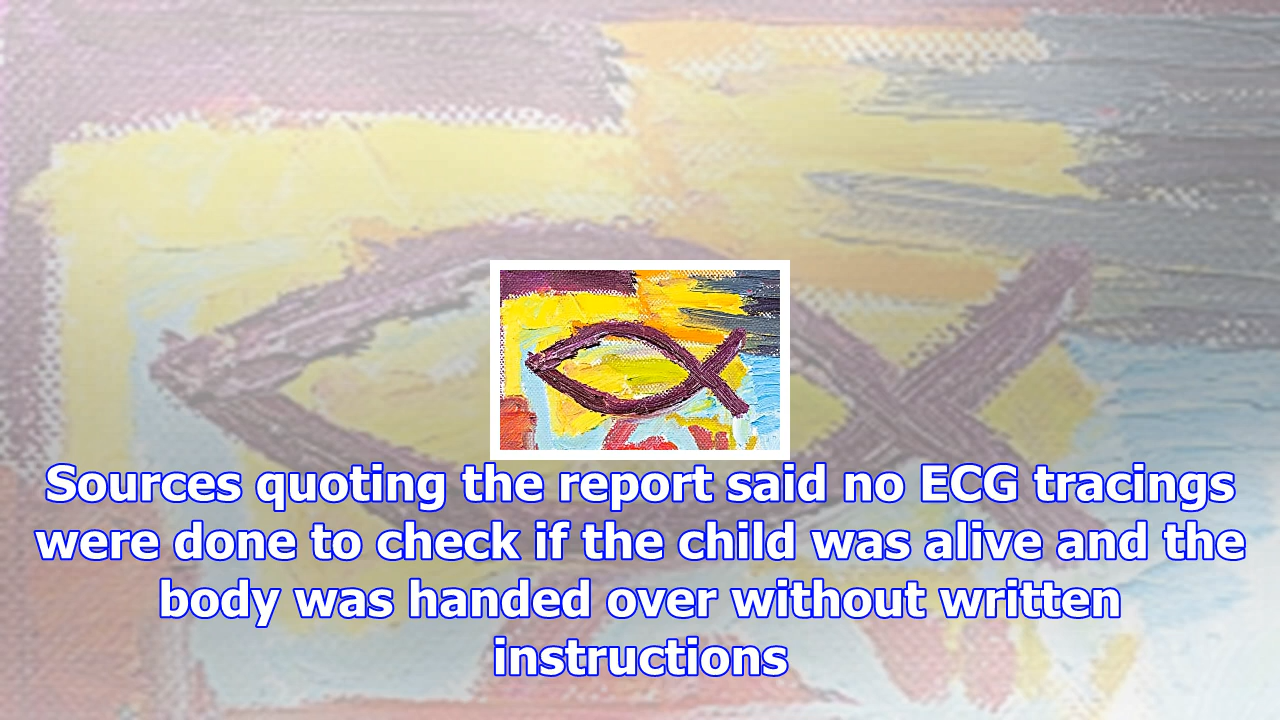 Sources quoting the report said no ECG tracings
were done to check if the child was alive and the
body was handed over without written
instructions